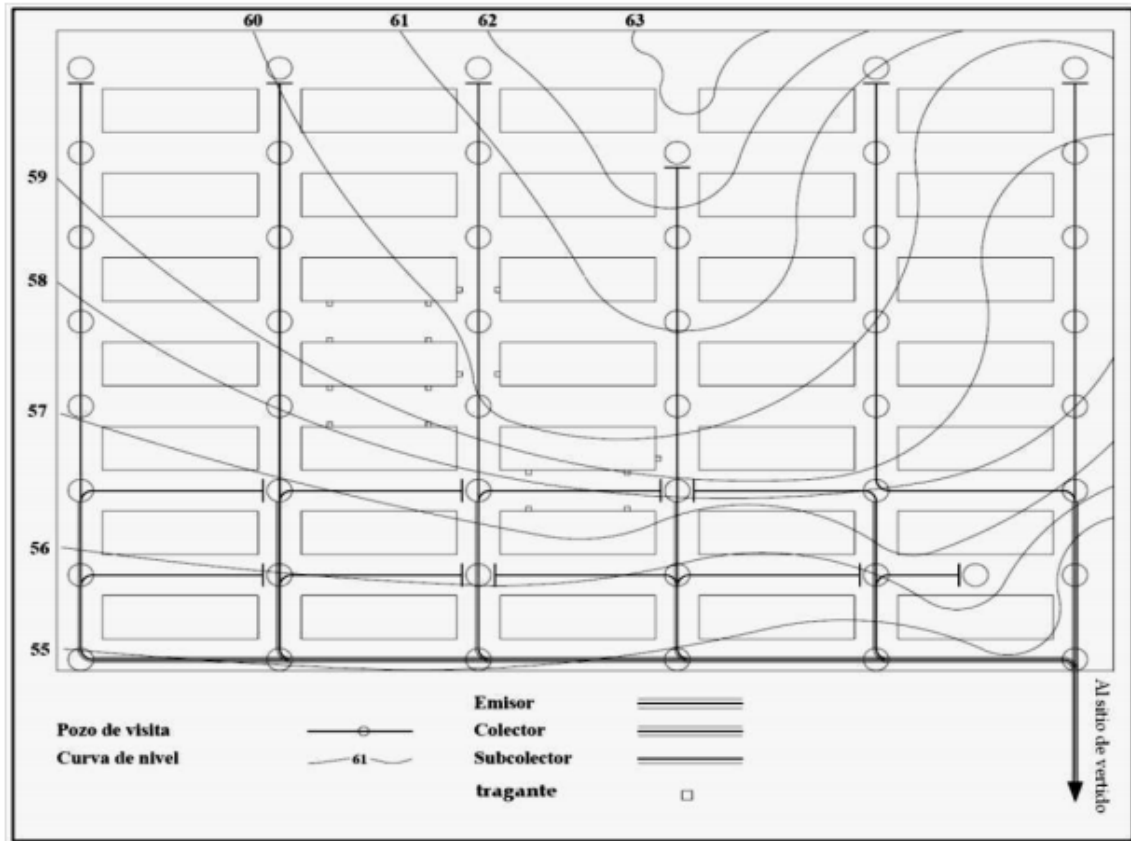 60
61
62
63
59
58
57
56
55
Emisor
Pozo de visita
Colector
Curva de nivel
61
Subcolector
tragante
Al sitio de vertido